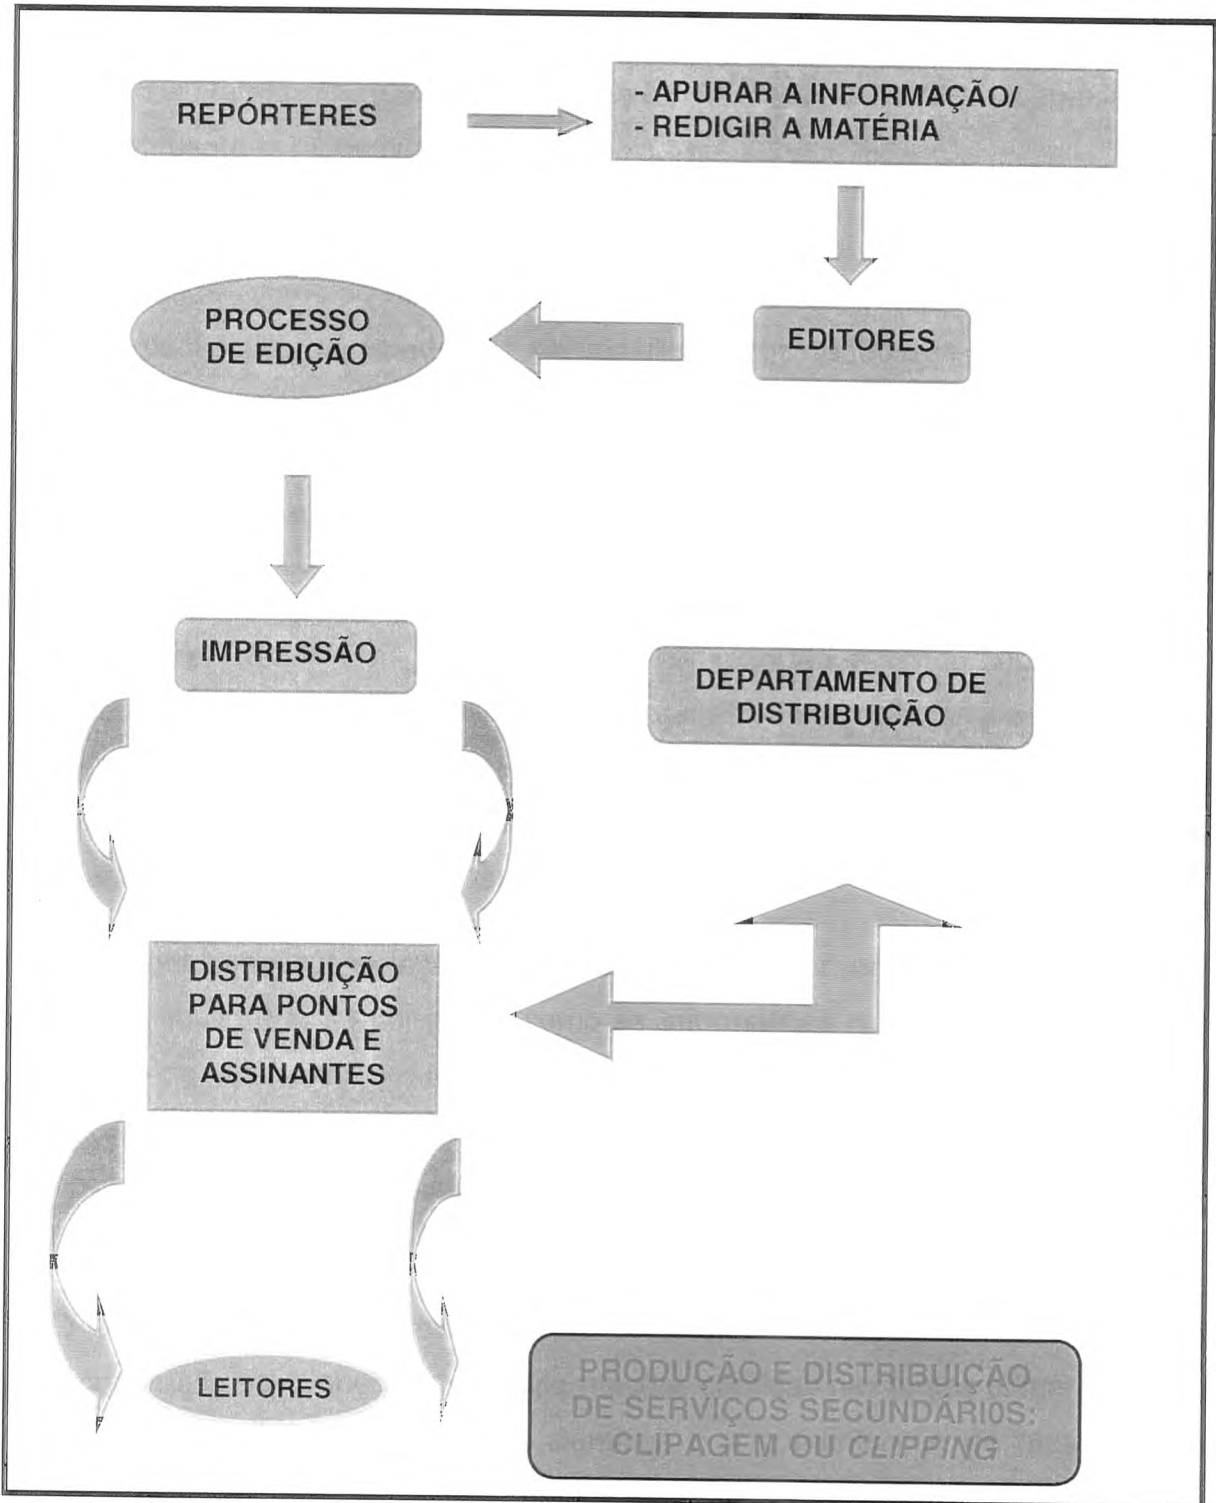 REPÓRTERES
- APURAR A INFORMAÇÃO/
- REDIGIR A MATÉRIA
PROCESSO
DE EDIÇÃO
EDITORES
IMPRESSÃO
DEPARTAMENTO DE
DISTRIBUIÇÃO
DISTRIBUIÇÃO
PARA PONTOS
DE VENDA E
ASSINANTES
LEITORES
PRODUÇÃO E DISTRIBUIÇÃO
DE SERVIÇOS SECUNDÁRIOS:
CLIPAGEM OU CLIPPING